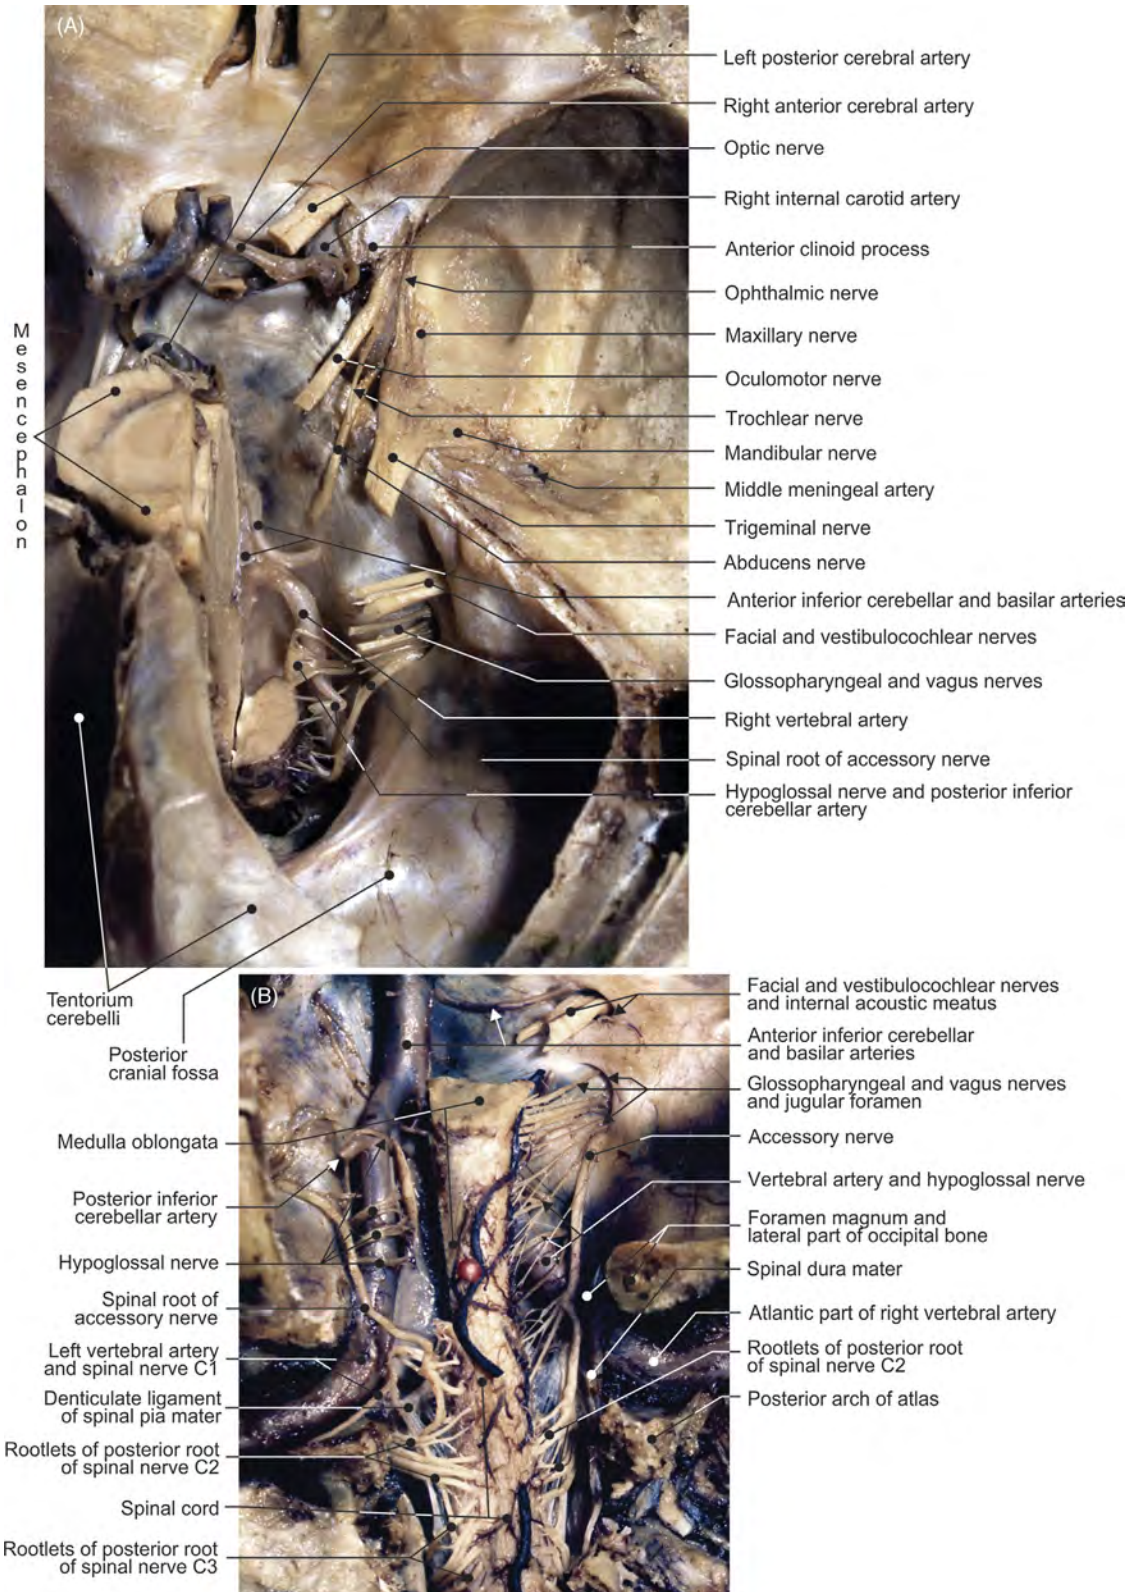 (A)
Left posterior cerebral artery
Right anterior cerebral artery
Optic nerve
Right internal carotid artery
Anterior clinoid process
Ophthalmic nerve
Maxillary nerve
Oculomotor nerve
Trochlear nerve
Mandibular nerve
Middle meningeal artery
Trigeminal nerve
Abducens nerve
Anterior inferior cerebellar and basilar arteries
Facial and vestibulocochlear nerves
Glossopharyngeal and vagus nerves
Right vertebral artery
Spinal root of accessory nerve
Hypoglossal nerve and posterior inferior
cerebellar artery
Mesencephalon
Tentorium
cerebelli
Posterior
cranial fossa
(B)
Medulla oblongata
Posterior inferior
cerebellar artery
Hypoglossal nerve
Spinal root of
accessory nerve
Left vertebral artery
and spinal nerve C1
Denticulate ligament
of spinal pia mater
Rootlets of posterior root
of spinal nerve C2
Spinal cord
Rootlets of posterior root
of spinal nerve C3
Facial and vestibulocochlear nerves
and internal acoustic meatus
Anterior inferior cerebellar
and basilar arteries
Glossopharyngeal and vagus nerves
and jugular foramen
Accessory nerve
Vertebral artery and hypoglossal nerve
Foramen magnum and
lateral part of occipital bone
Spinal dura mater
Atlantic part of right vertebral artery
Rootlets of posterior root
of spinal nerve C2
Posterior arch of atlas